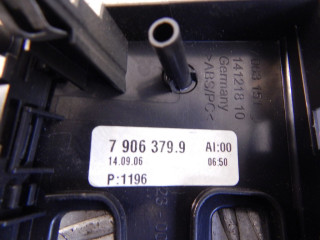 141218 10
Germany
>ABS/PC<
7 906 379.9 AI:00
14.09.06 06:50
P:1196